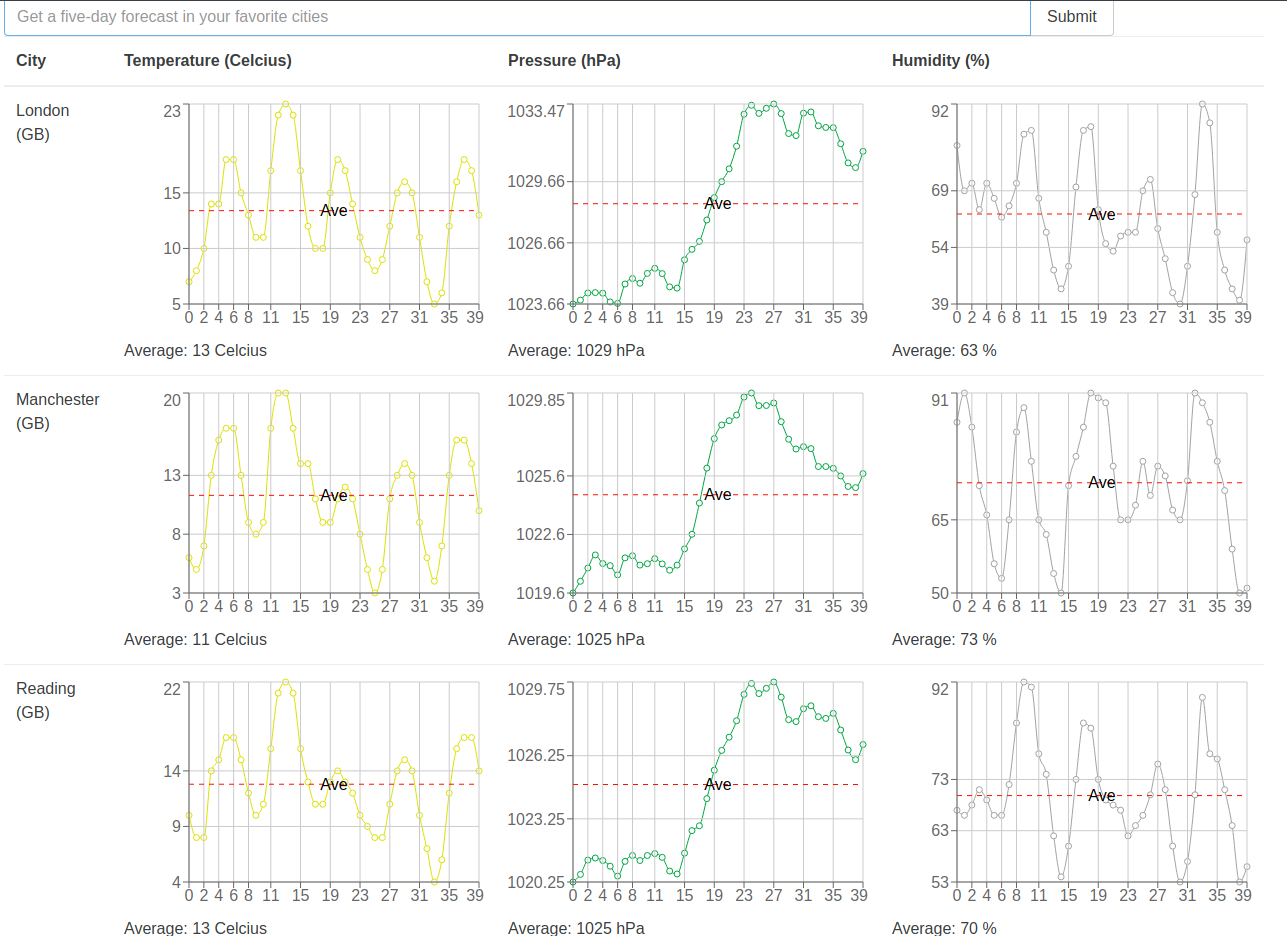 Get a five-day forecast in your favorite cities Submit
City Temperature (Celcius) Pressure (hPa) Humidity (%)
London
(GB)
23
15
10
5
Ave
0 2 4 6 8 11 15 19 23 27 31 35 39
Average: 13 Celcius
1033.47
1029.66
1026.66
1023.66
Ave
0 2 4 6 8 11 15 19 23 27 31 35 39
Average: 1029 hPa
92
69
54
39
Ave
0 2 4 6 8 11 15 19 23 27 31 35 39
Average: 63 %
Manchester
(GB)
20
13
8
3
Ave
0 2 4 6 8 11 15 19 23 27 31 35 39
Average: 11 Celcius
1029.85
1025.6
1022.6
1019.6
Ave
0 2 4 6 8 11 15 19 23 27 31 35 39
Average: 1025 hPa
91
65
50
Ave
0 2 4 6 8 11 15 19 23 27 31 35 39
Average: 73 %
Reading
(GB)
22
14
9
4
Ave
0 2 4 6 8 11 15 19 23 27 31 35 39
Average: 13 Celcius
1029.75
1026.25
1023.25
1020.25
Ave
0 2 4 6 8 11 15 19 23 27 31 35 39
Average: 1025 hPa
92
73
63
53
Ave
0 2 4 6 8 11 15 19 23 27 31 35 39
Average: 70 %